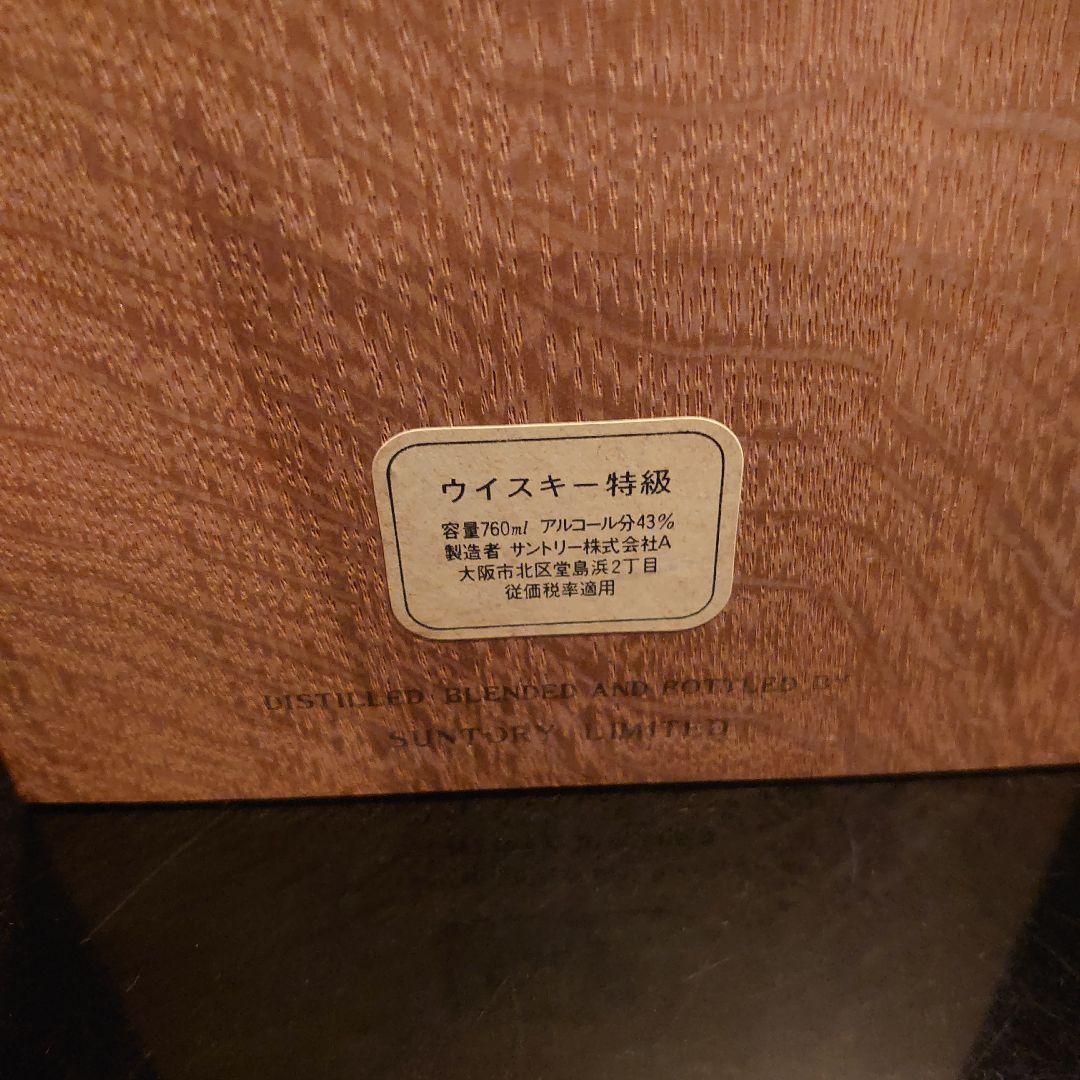 ウイスキー特級
容量760ml アルコール分43%
製造者 サントリー株式会社A
大阪市北区堂島浜2丁目
従価税率適用
DISTILLED BLENDED AND BOTTLED BY
SUNTORY LIMITED